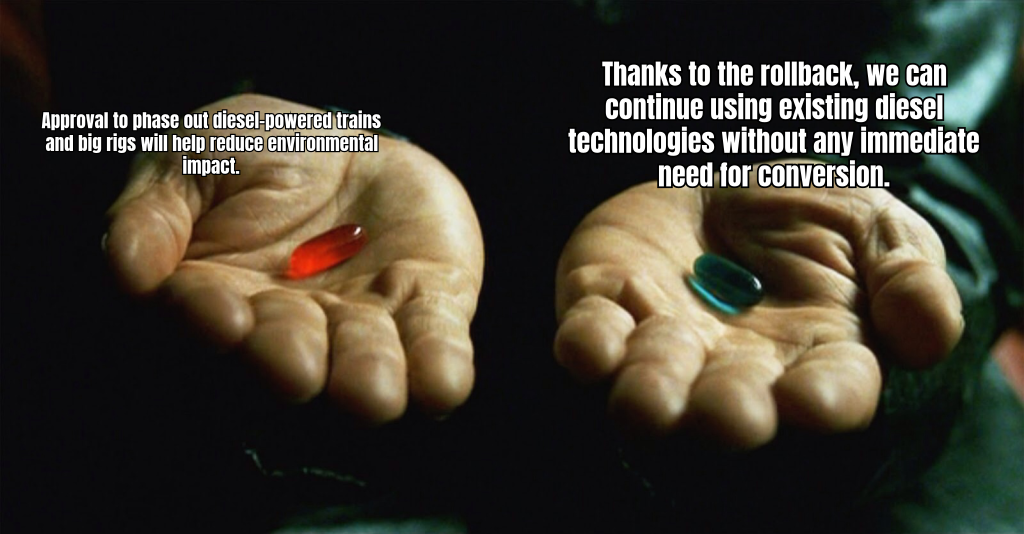 Approval to phase out diesel-powered trains
and big rigs will help reduce environmental
impact.
Thanks to the rollback, we can
continue using existing diesel
technologies without any immediate
need for conversion.